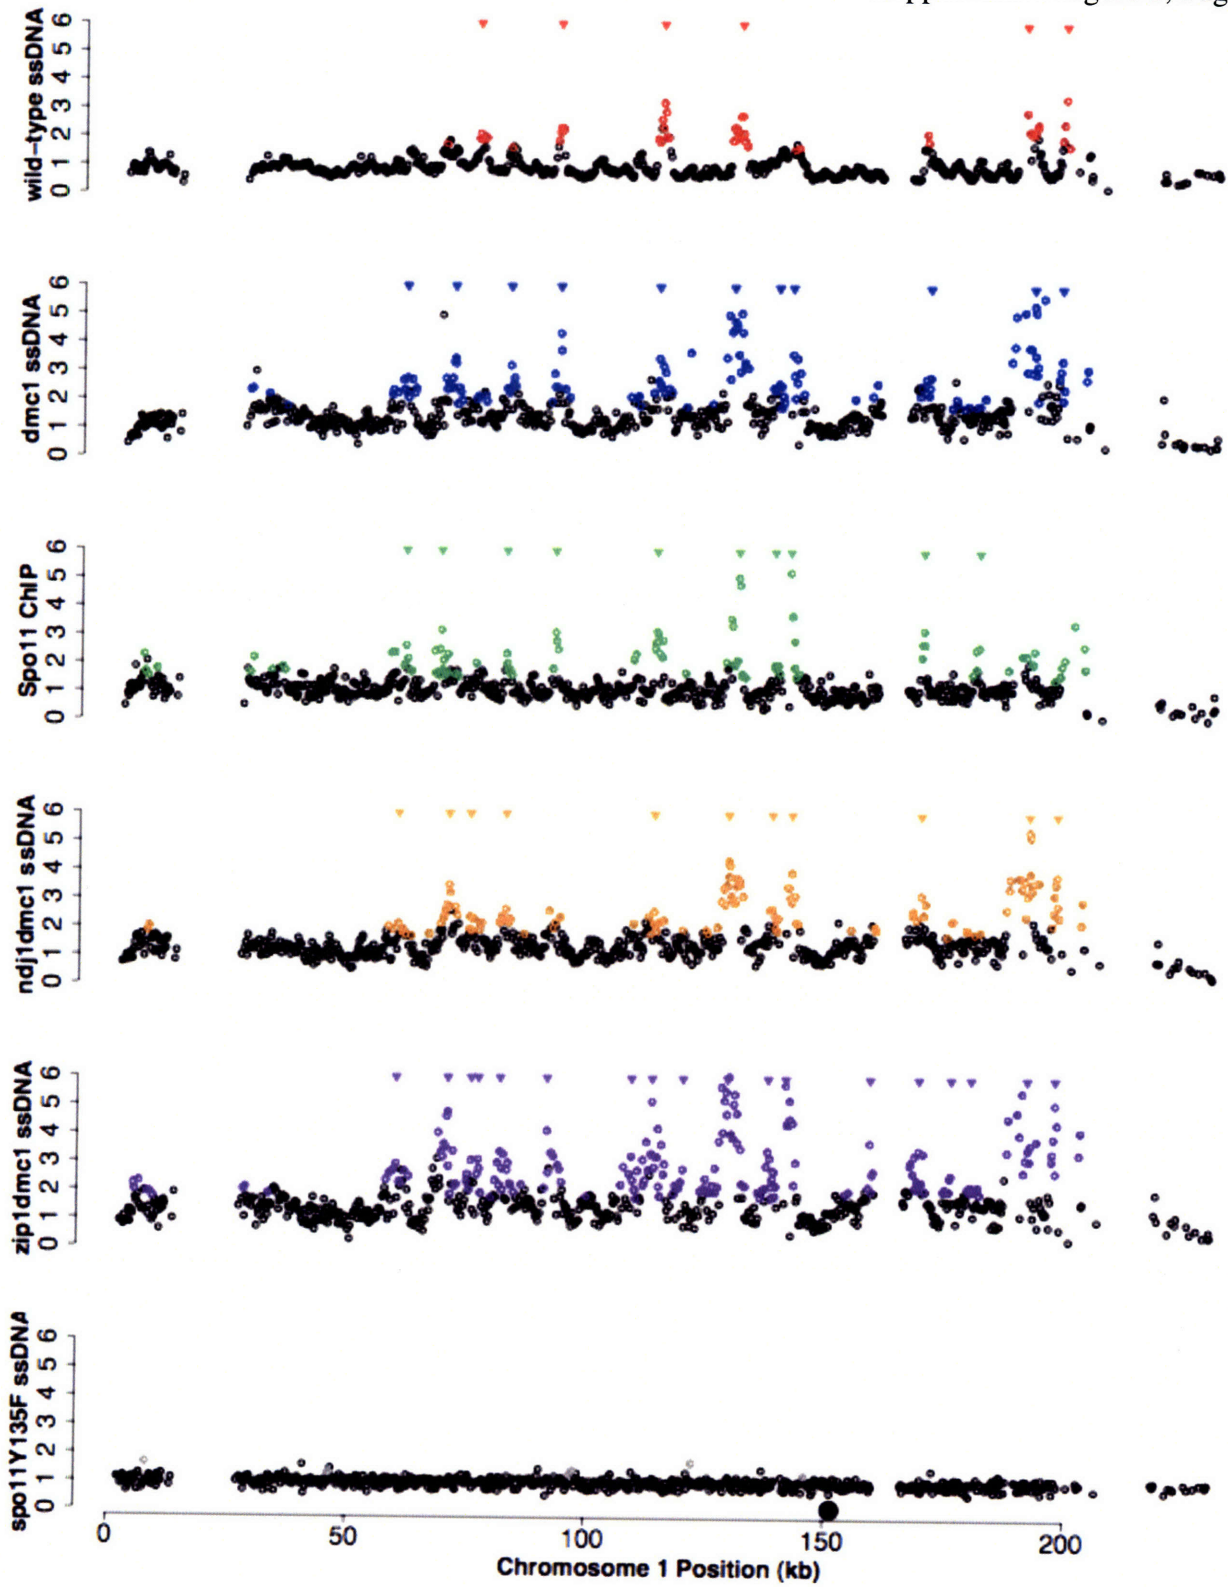 wild-type ssDNA
0 1 2 3 4 5 6
dmc1 ssDNA
0 1 2 3 4 5 6
Spo11 ChIP
0 1 2 3 4 5 6
ndj1dmc1 ssDNA
0 1 2 3 4 5 6
zip1dmc1 ssDNA
0 1 2 3 4 5 6
spo11Y135F ssDNA
0 1 2 3 4 5 6
0 50 100 150 200
Chromosome 1 Position (kb)